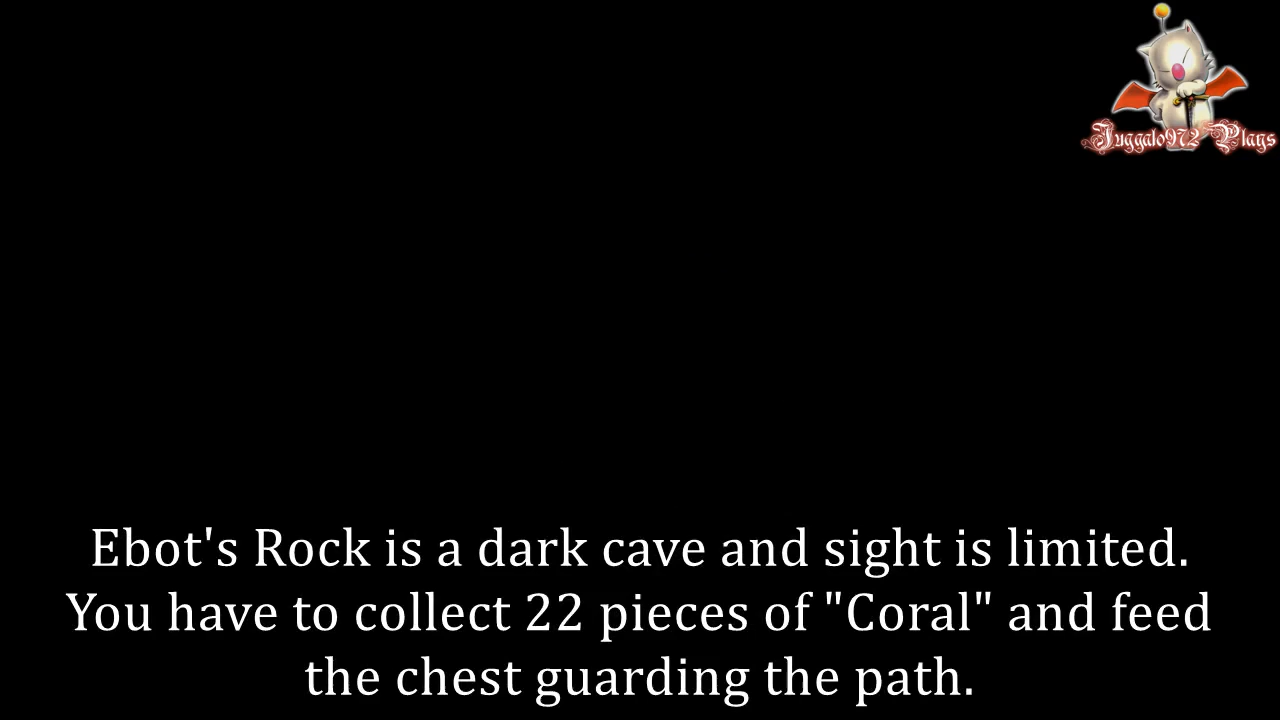 Juggalo972 Plays
Ebot's Rock is a dark cave and sight is limited.
You have to collect 22 pieces of "Coral" and feed
the chest guarding the path.